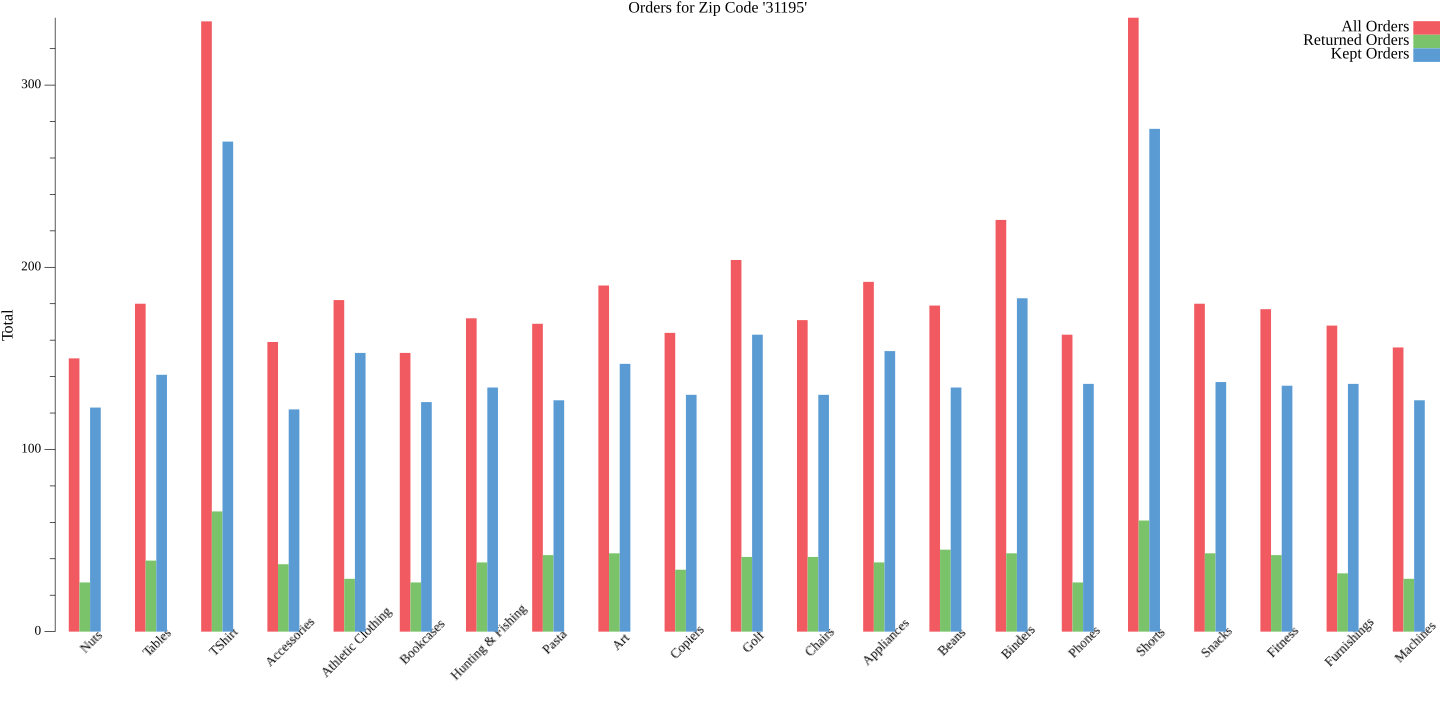 Orders for Zip Code '31195'
All Orders
Returned Orders
Kept Orders
Total
300
200
100
0
Nuts
Tables
TShirt
Accessories
Athletic Clothing
Bookcases
Hunting & Fishing
Pasta
Art
Copiers
Golf
Chairs
Appliances
Beans
Binders
Phones
Shorts
Snacks
Fitness
Furnishings
Machines